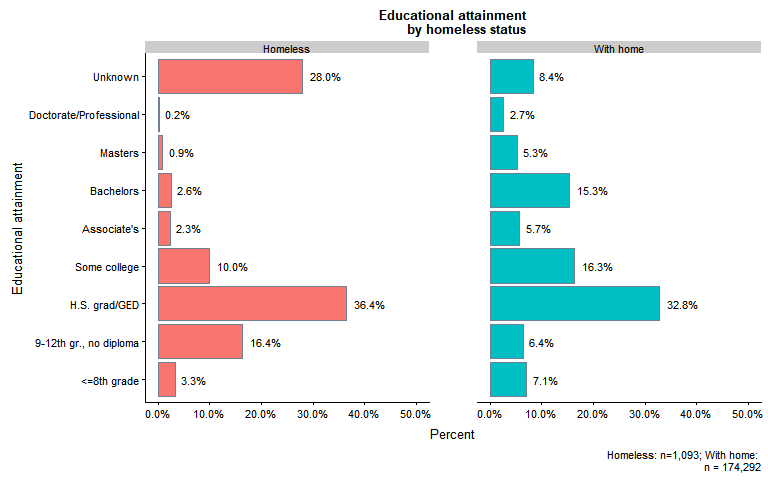 Educational attainment
by homeless status
Homeless
With home
Educational attainment
Unknown
28.0%
8.4%
Doctorate/Professional
0.2%
2.7%
Masters
0.9%
5.3%
Bachelors
2.6%
15.3%
Associate's
2.3%
5.7%
Some college
10.0%
16.3%
H.S. grad/GED
36.4%
32.8%
9-12th gr., no diploma
16.4%
6.4%
<=8th grade
3.3%
7.1%
0.0% 10.0% 20.0% 30.0% 40.0% 50.0%
0.0% 10.0% 20.0% 30.0% 40.0% 50.0%
Percent
Homeless: n=1,093; With home:
n = 174,292